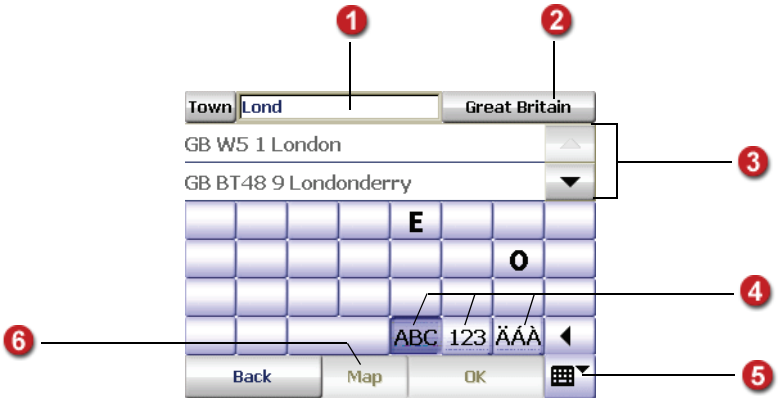 1 2
Town Lond Great Britain
GB W5 1 London
3
GB BT48 9 Londonderry
E
O
4
ABC 123 ÄÁÀ
6
Back Map OK
5